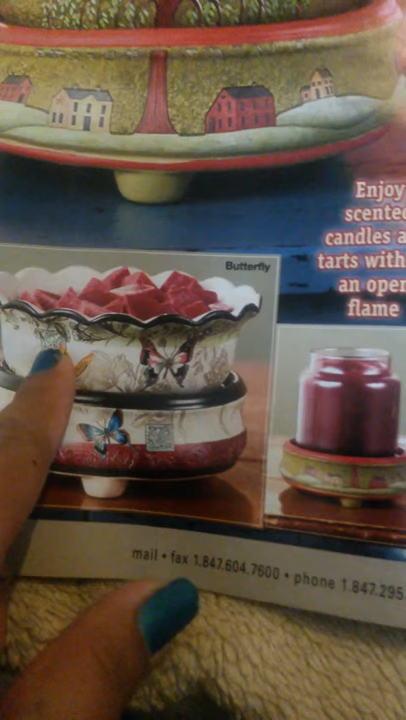 Enjoy
scented
candles a
tarts with
an open
flame
Butterfly
mail • fax 1.847.604.7600 • phone 1.847.295